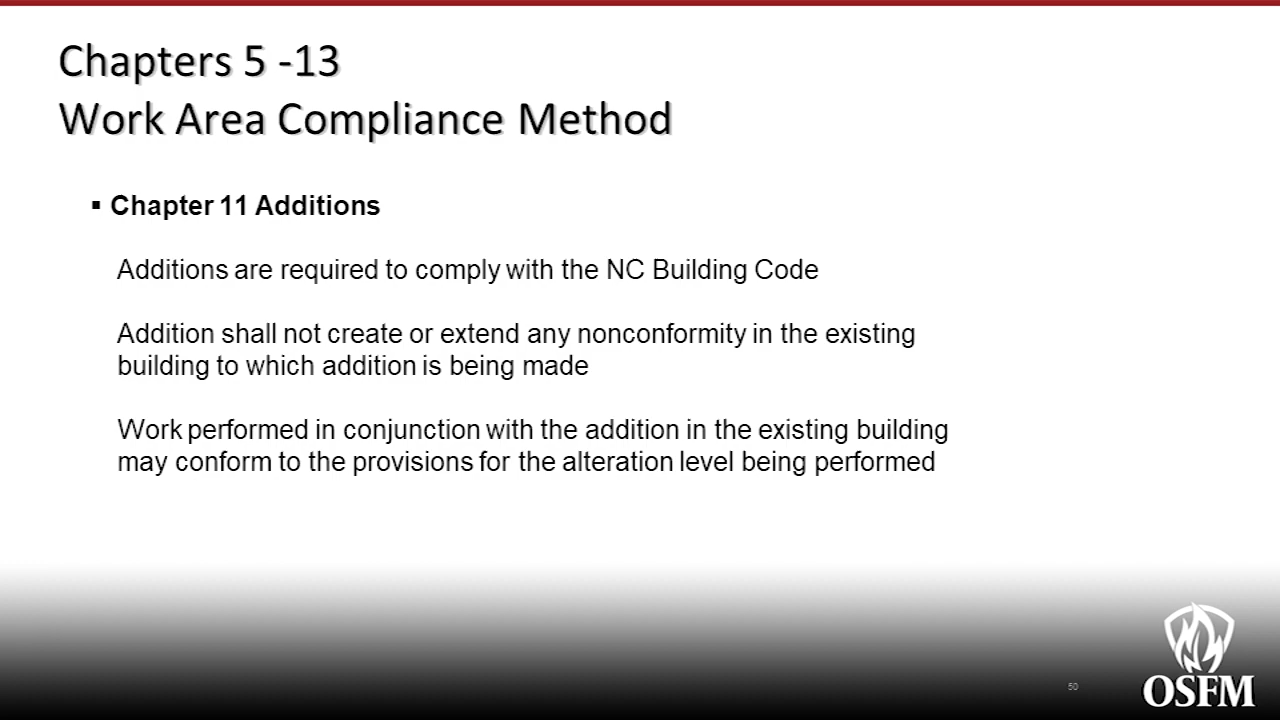 Chapters 5 -13
Work Area Compliance Method
▪ Chapter 11 Additions
Additions are required to comply with the NC Building Code
Addition shall not create or extend any nonconformity in the existing
building to which addition is being made
Work performed in conjunction with the addition in the existing building
may conform to the provisions for the alteration level being performed
50
OSFM